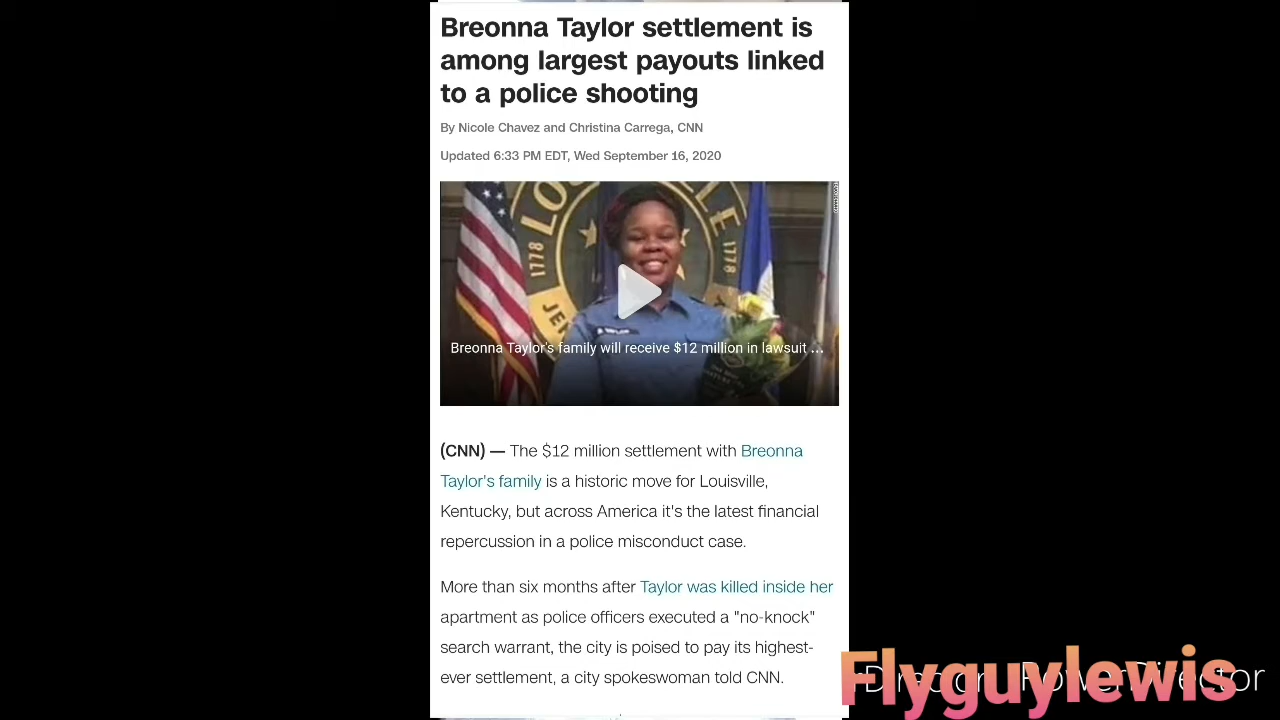 Breonna Taylor settlement is
among largest payouts linked
to a police shooting
By Nicole Chavez and Christina Carrega, CNN
Updated 6:33 PM EDT, Wed September 16, 2020
LOUISVILLE
1778
1778
JE
Breonna Taylor's family will receive $12 million in lawsuit ...
(CNN) — The $12 million settlement with Breonna
Taylor's family is a historic move for Louisville,
Kentucky, but across America it's the latest financial
repercussion in a police misconduct case.
More than six months after Taylor was killed inside her
apartment as police officers executed a "no-knock"
search warrant, the city is poised to pay its highest-
ever settlement, a city spokeswoman told CNN.
Flyguylewis
PowerDirector